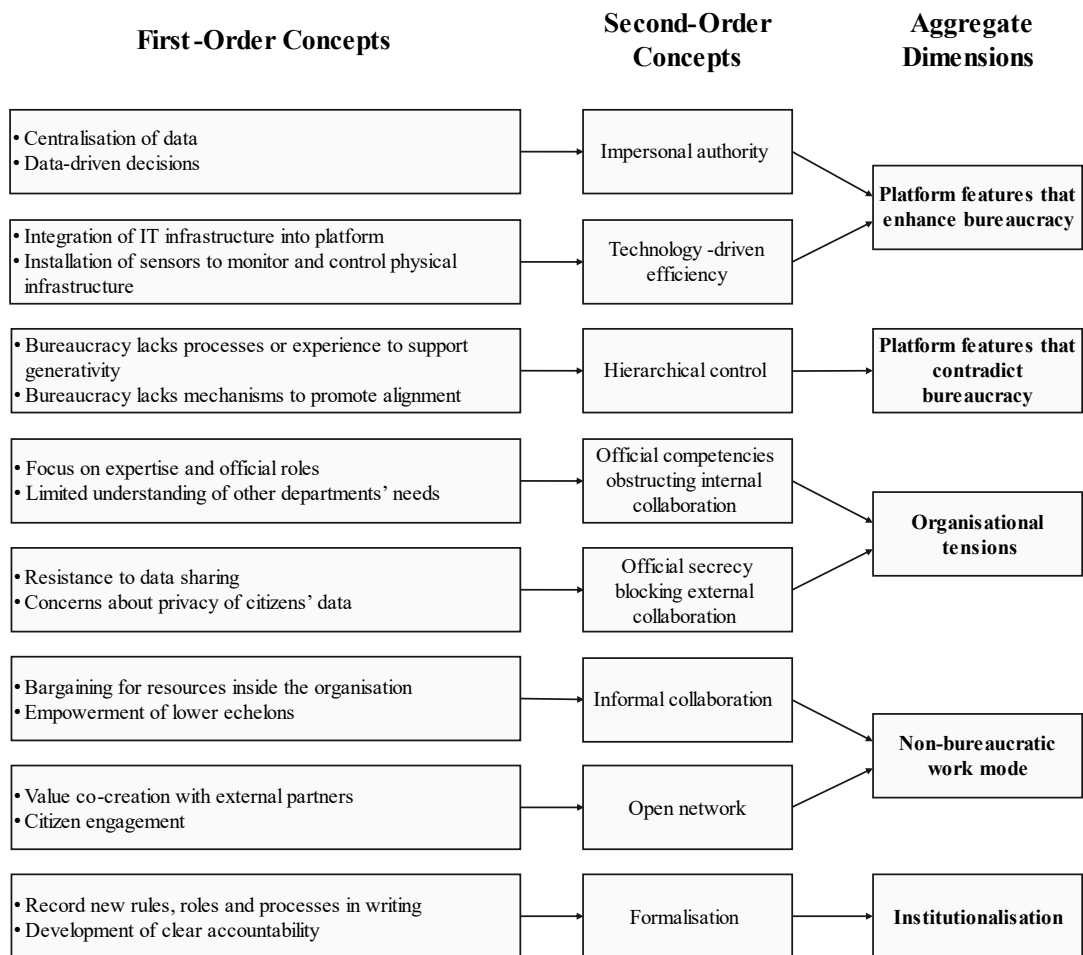 First-Order Concepts
Second-Order
Concepts
Aggregate
Dimensions
• Centralisation of data
• Data-driven decisions
Impersonal authority
Platform features that
enhance bureaucracy
• Integration of IT infrastructure into platform
• Installation of sensors to monitor and control physical
infrastructure
Technology -driven
efficiency
• Bureaucracy lacks processes or experience to support
generativity
• Bureaucracy lacks mechanisms to promote alignment
Hierarchical control
Platform features that
contradict
bureaucracy
• Focus on expertise and official roles
• Limited understanding of other departments’ needs
Official competencies
obstructing internal
collaboration
Organisational
tensions
• Resistance to data sharing
• Concerns about privacy of citizens’ data
Official secrecy
blocking external
collaboration
• Bargaining for resources inside the organisation
• Empowerment of lower echelons
Informal collaboration
Non-bureaucratic
work mode
• Value co-creation with external partners
• Citizen engagement
Open network
• Record new rules, roles and processes in writing
• Development of clear accountability
Formalisation
Institutionalisation